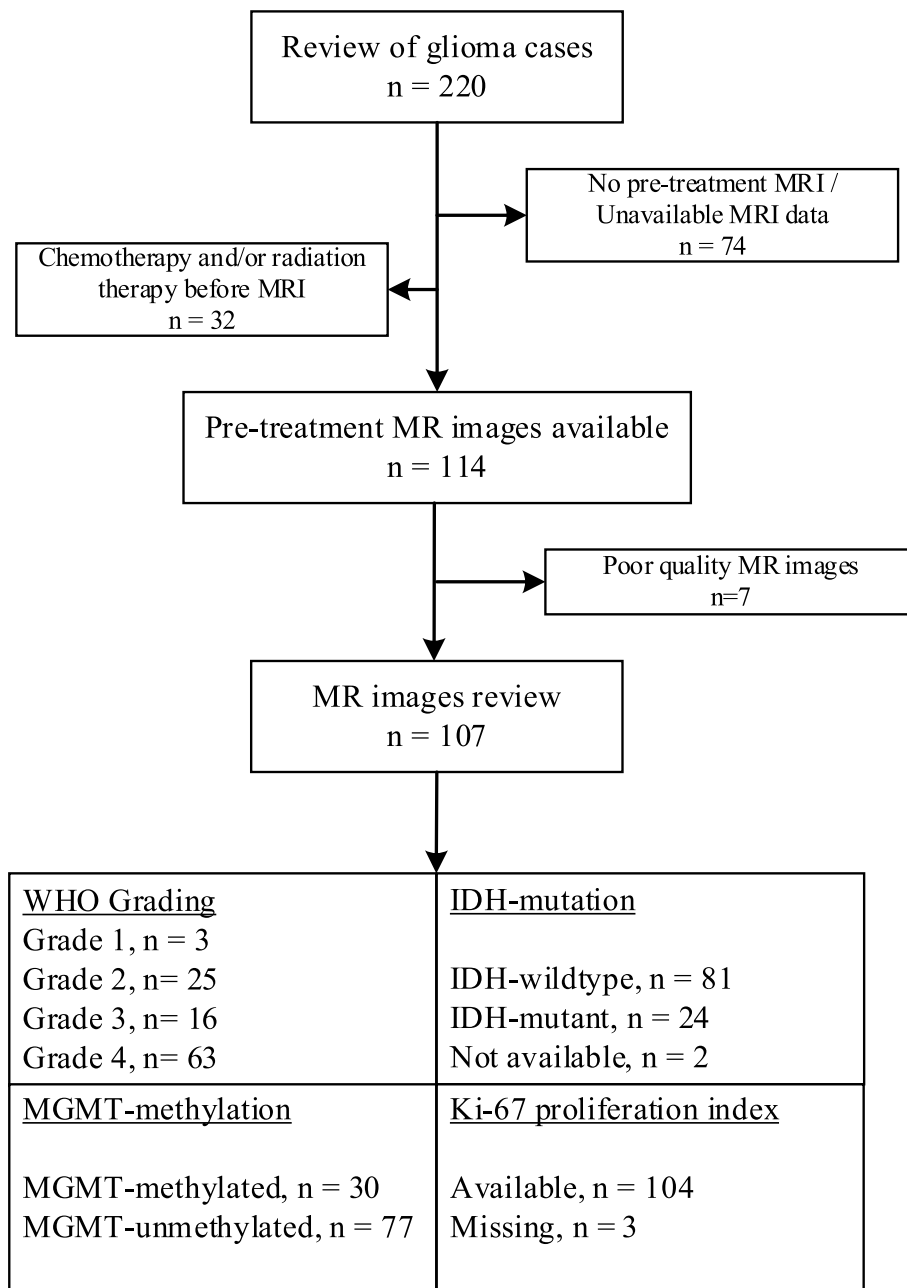 Review of glioma cases
n = 220
No pre-treatment MRI /
Unavailable MRI data
n = 74
Chemotherapy and/or radiation
therapy before MRI
n = 32
Pre-treatment MR images available
n = 114
Poor quality MR images
n=7
MR images review
n = 107
WHO Grading
Grade 1, n = 3
Grade 2, n= 25
Grade 3, n= 16
Grade 4, n= 63
IDH-mutation
IDH-wildtype, n = 81
IDH-mutant, n = 24
Not available, n = 2
MGMT-methylation
MGMT-methylated, n = 30
MGMT-unmethylated, n = 77
Ki-67 proliferation index
Available, n = 104
Missing, n = 3